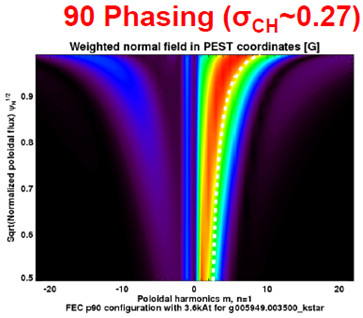 90 Phasing (σCH~0.27)
Weighted normal field in PEST coordinates [G]
Sqrt(Normalized poloidal flux) ψN^1/2
0.9
0.8
0.7
0.6
0.5
-20 -10 0 10 20
Poloidal harmonics m, n=1
FEC p90 configuration with 3.6kAt for g005949.003500_kstar